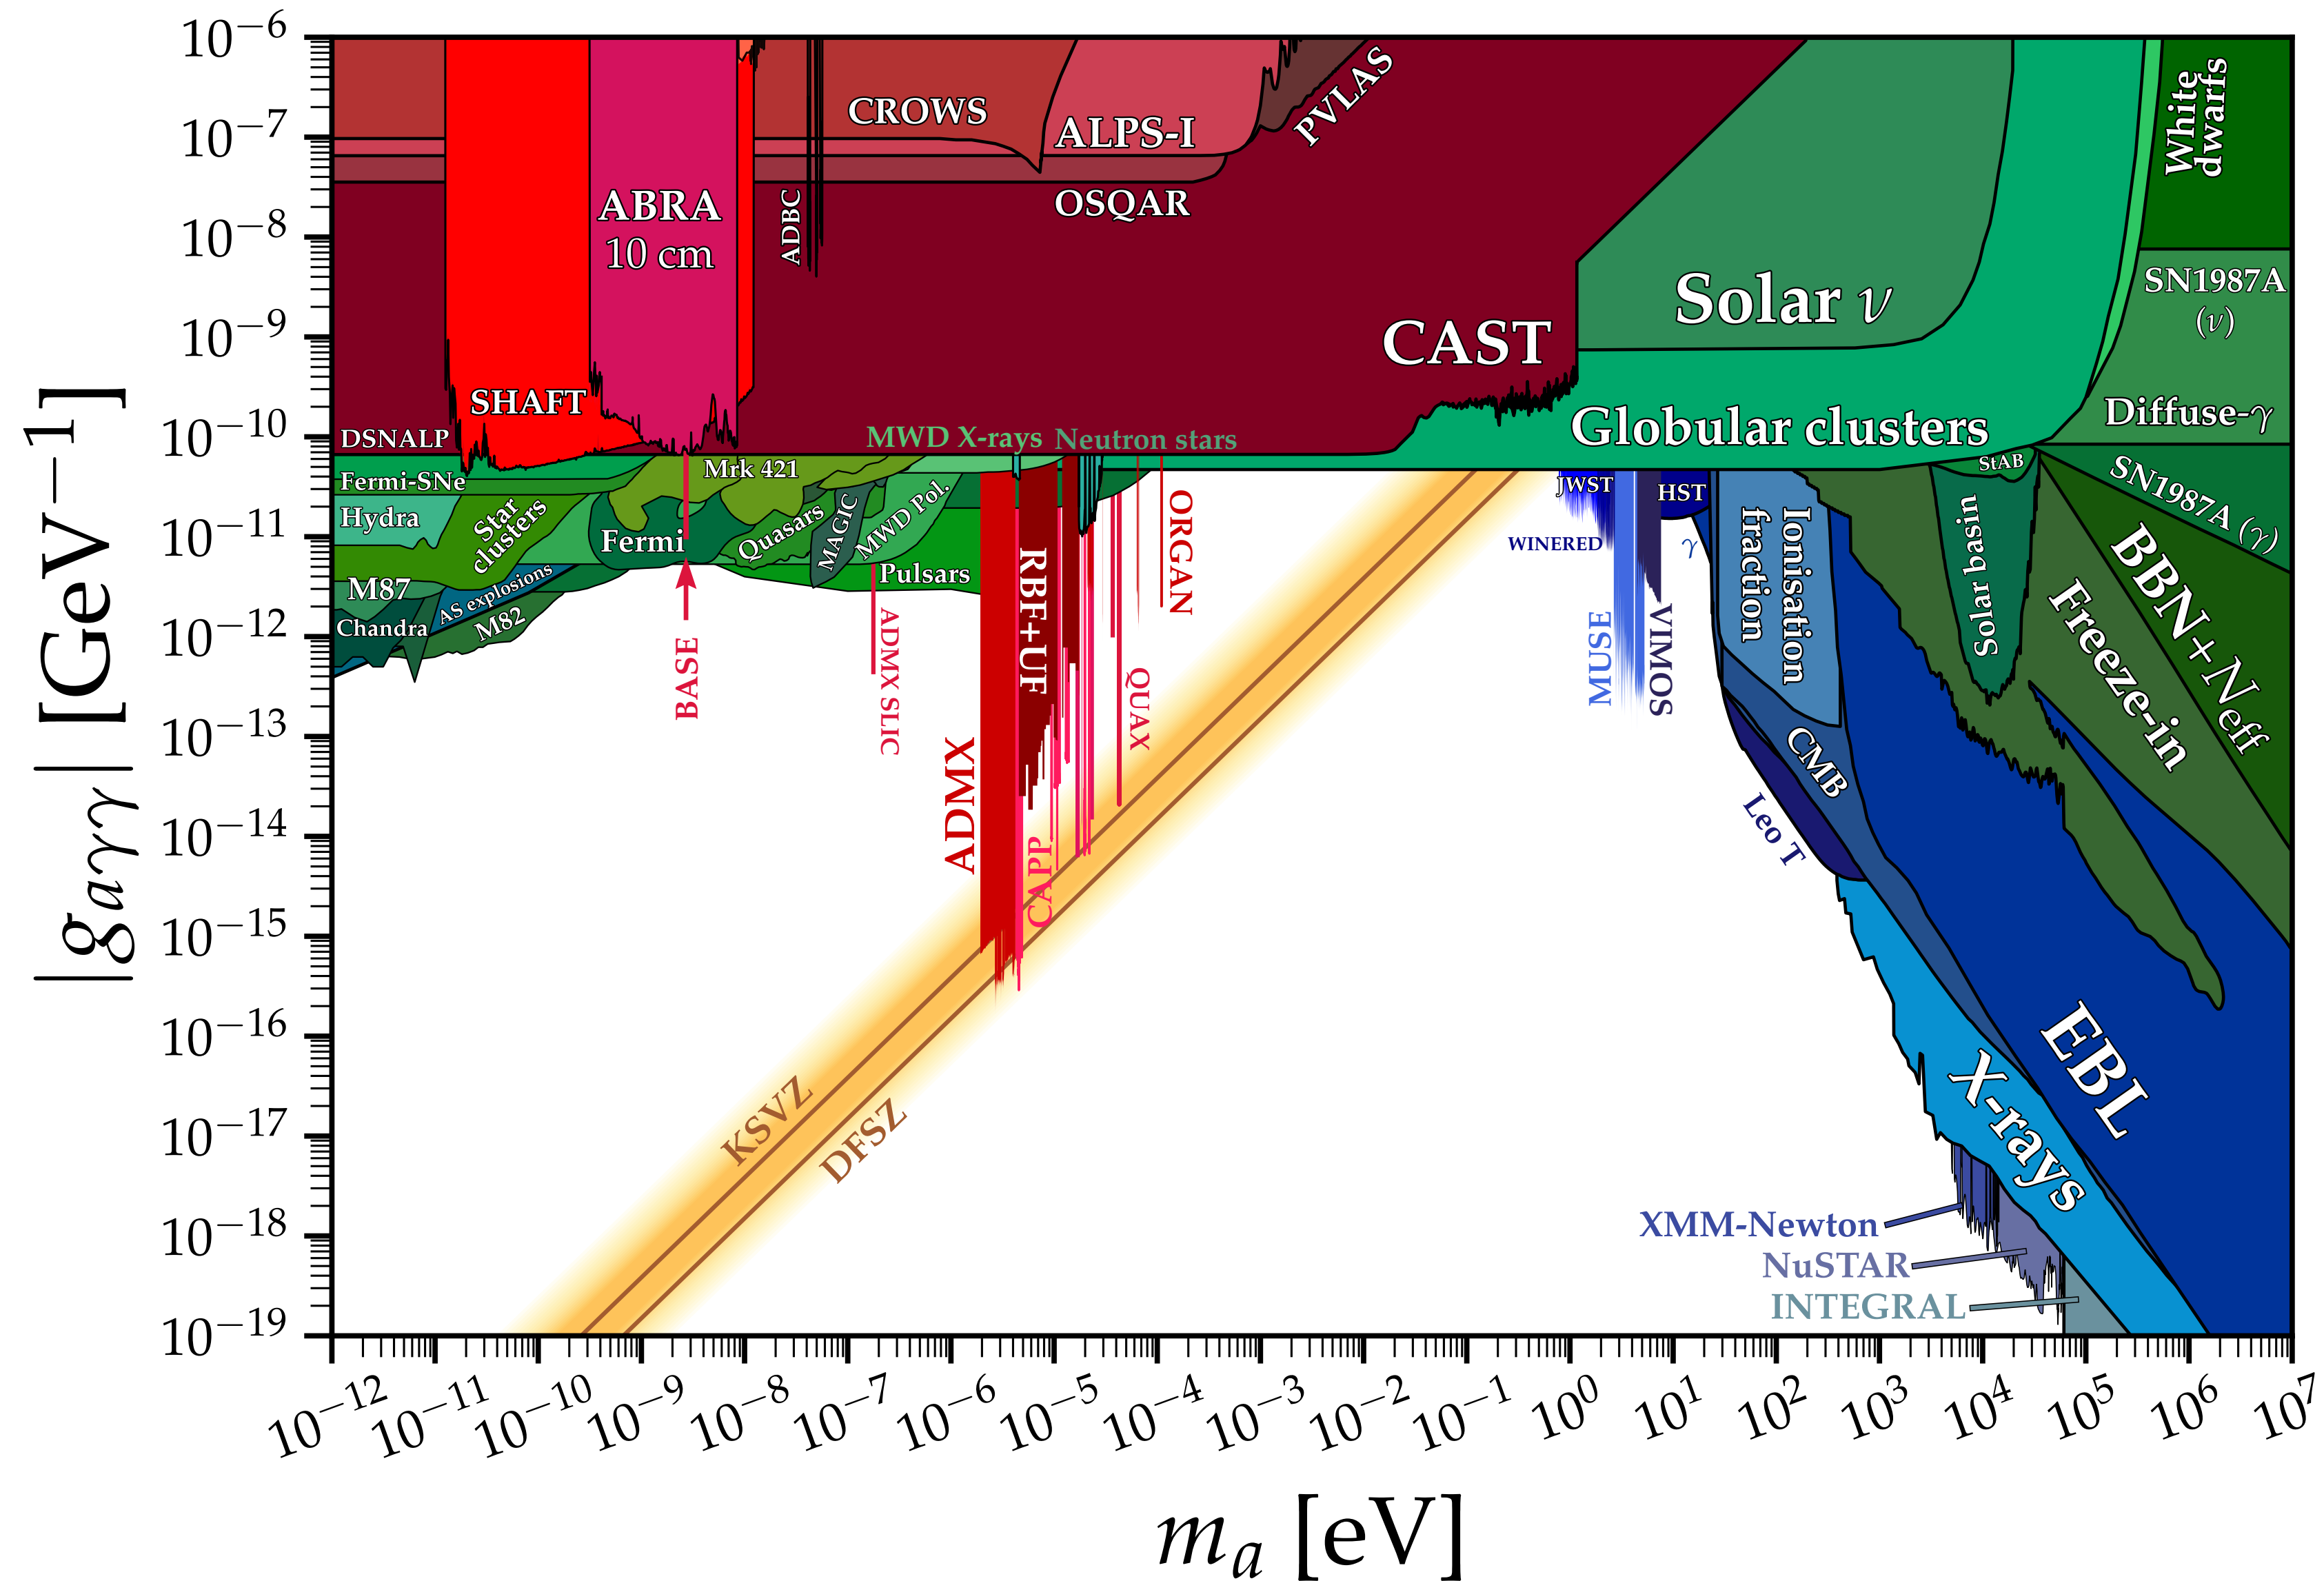 |g_{aγγ}| [GeV⁻¹]
10⁻⁶
10⁻⁷
10⁻⁸
10⁻⁹
10⁻¹⁰
10⁻¹¹
10⁻¹²
10⁻¹³
10⁻¹⁴
10⁻¹⁵
10⁻¹⁶
10⁻¹⁷
10⁻¹⁸
10⁻¹⁹
CROWS
ALPS-I
PVLAS
OSQAR
ABRA
10 cm
ADBC
SHAFT
CAST
Solar ν
Globular clusters
White
dwarfs
SN1987A
(ν)
Diffuse-γ
SN1987A (γ)
DSNALP
MWD X-rays
Neutron stars
Fermi-SNe
Mrk 421
Hydra
Star
clusters
Fermi
Quasars
MAGIC
MWD Pol.
Pulsars
M87
AS explosions
M82
Chandra
BASE
ADMX SLIC
ADMX
RBF+UF
CAPP
QUAX
ORGAN
JWST
HST
WINERED
γ
MUSE
VIMOS
Ionisation
fraction
StAB
Solar basin
BBN+N_{eff}
Freeze-in
CMB
Leo T
EBL
X-rays
KSVZ
DFSZ
XMM-Newton
NuSTAR
INTEGRAL
10⁻¹²
10⁻¹¹
10⁻¹⁰
10⁻⁹
10⁻⁸
10⁻⁷
10⁻⁶
10⁻⁵
10⁻⁴
10⁻³
10⁻²
10⁻¹
10⁰
10¹
10²
10³
10⁴
10⁵
10⁶
10⁷
m_a [eV]